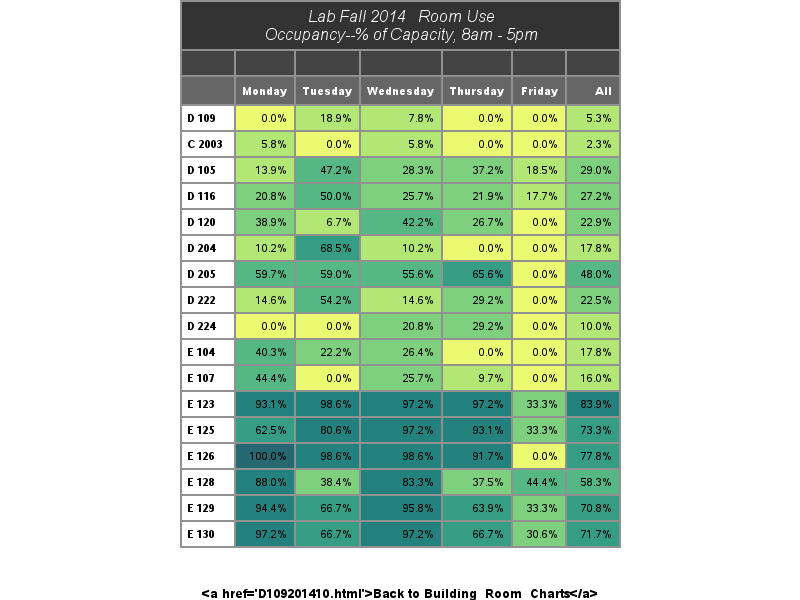 Lab Fall 2014 Room Use
Occupancy--% of Capacity, 8am - 5pm
Monday Tuesday Wednesday Thursday Friday All
D 109 0.0% 18.9% 7.8% 0.0% 0.0% 5.3%
C 2003 5.8% 0.0% 5.8% 0.0% 0.0% 2.3%
D 105 13.9% 47.2% 28.3% 37.2% 18.5% 29.0%
D 116 20.8% 50.0% 25.7% 21.9% 17.7% 27.2%
D 120 38.9% 6.7% 42.2% 26.7% 0.0% 22.9%
D 204 10.2% 68.5% 10.2% 0.0% 0.0% 17.8%
D 205 59.7% 59.0% 55.6% 65.6% 0.0% 48.0%
D 222 14.6% 54.2% 14.6% 29.2% 0.0% 22.5%
D 224 0.0% 0.0% 20.8% 29.2% 0.0% 10.0%
E 104 40.3% 22.2% 26.4% 0.0% 0.0% 17.8%
E 107 44.4% 0.0% 25.7% 9.7% 0.0% 16.0%
E 123 93.1% 98.6% 97.2% 97.2% 33.3% 83.9%
E 125 62.5% 80.6% 97.2% 93.1% 33.3% 73.3%
E 126 100.0% 98.6% 98.6% 91.7% 0.0% 77.8%
E 128 88.0% 38.4% 83.3% 37.5% 44.4% 58.3%
E 129 94.4% 66.7% 95.8% 63.9% 33.3% 70.8%
E 130 97.2% 66.7% 97.2% 66.7% 30.6% 71.7%
<a href='D109201410.html'>Back to Building_Room_Charts</a>